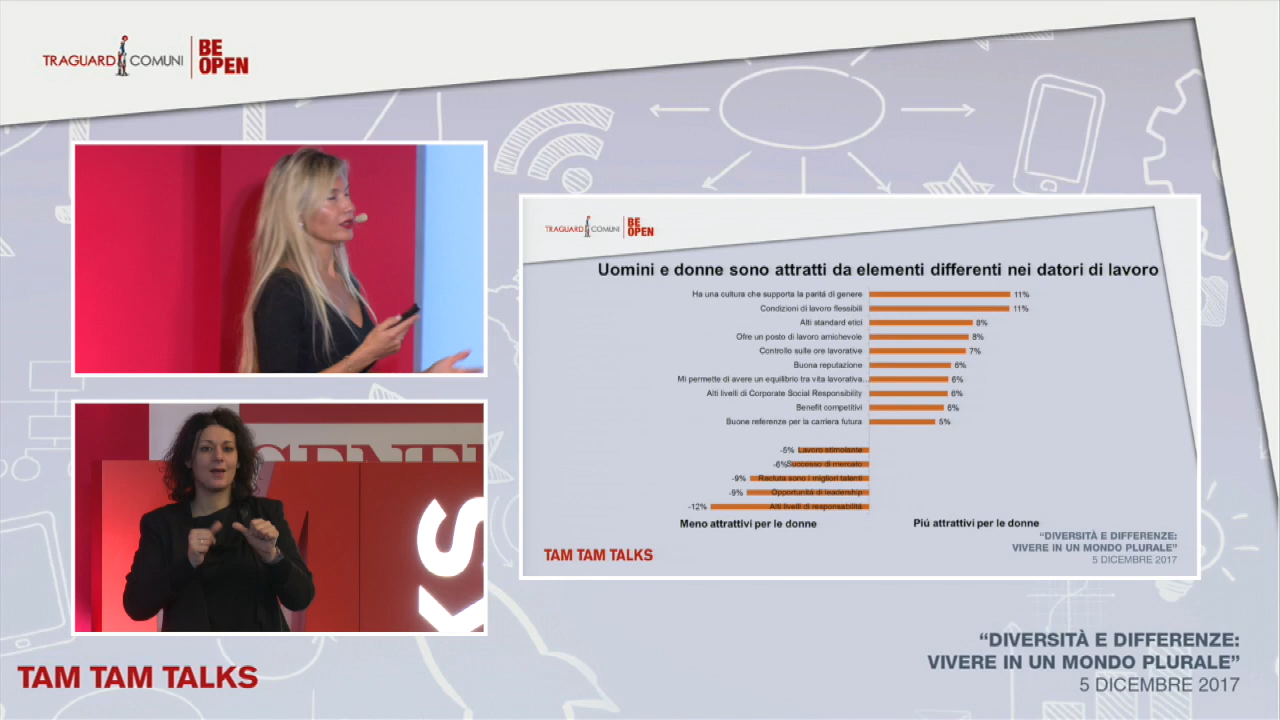 TRAGUARDI COMUNI
BE
OPEN
TRAGUARDI COMUNI
BE
OPEN
Uomini e donne sono attratti da elementi differenti nei datori di lavoro
Ha una cultura che supporta la parità di genere 11%
Condizioni di lavoro flessibili 11%
Alti standard etici 8%
Ofre un posto di lavoro amichevole 8%
Controllo sulle ore lavorative 7%
Buona reputazione 6%
Mi permette di avere un equilibrio tra vita lavorativa... 6%
Alti livelli di Corporate Social Responsibility 6%
Benefit competitivi 6%
Buone referenze per la carriera futura 5%
-5% Lavoro stimolante
-6% Successo di mercato
-9% Recluta sono i migliori talenti
-9% Opportunità di leadership
-12% Alti livelli di responsabilità
Meno attrattivi per le donne
Piú attrattivi per le donne
TAM TAM TALKS
“DIVERSITÀ E DIFFERENZE:
VIVERE IN UN MONDO PLURALE”
5 DICEMBRE 2017
KS
TAM TAM TALKS
“DIVERSITÀ E DIFFERENZE:
VIVERE IN UN MONDO PLURALE”
5 DICEMBRE 2017